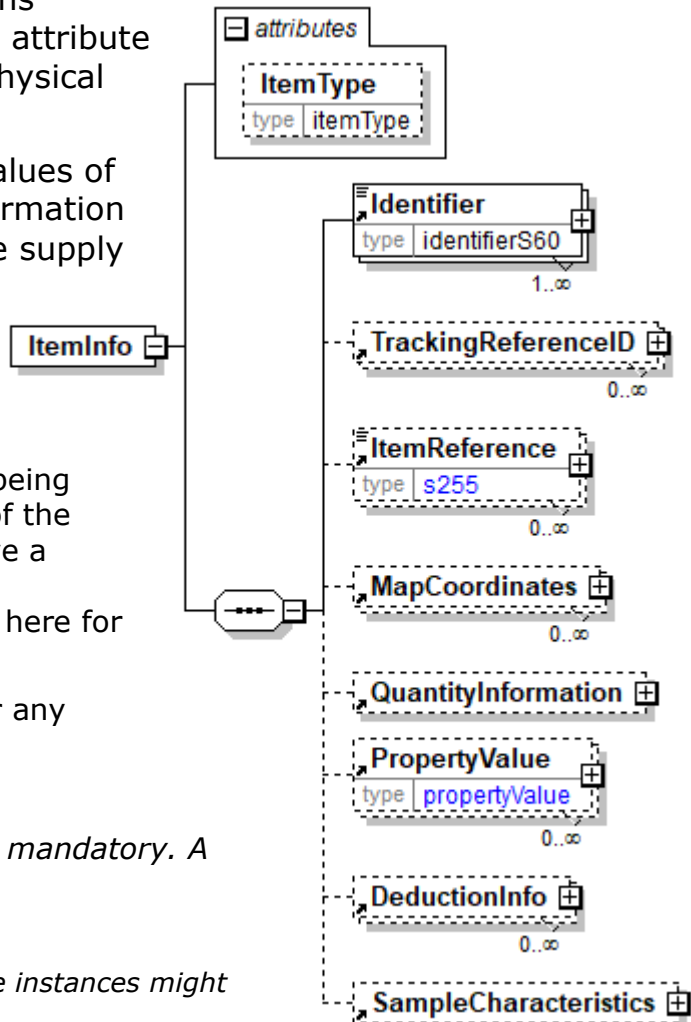 ns
attribute
hysical
alues of
ormation
e supply
being
of the
e a
here for
r any
mandatory. A
e instances might
attributes
ItemType
type itemType
ItemInfo
Identifier
type identifierS60
1..∞
TrackingReferenceID
0..∞
ItemReference
type s255
0..∞
MapCoordinates
0..∞
QuantityInformation
PropertyValue
type propertyValue
0..∞
DeductionInfo
0..∞
SampleCharacteristics